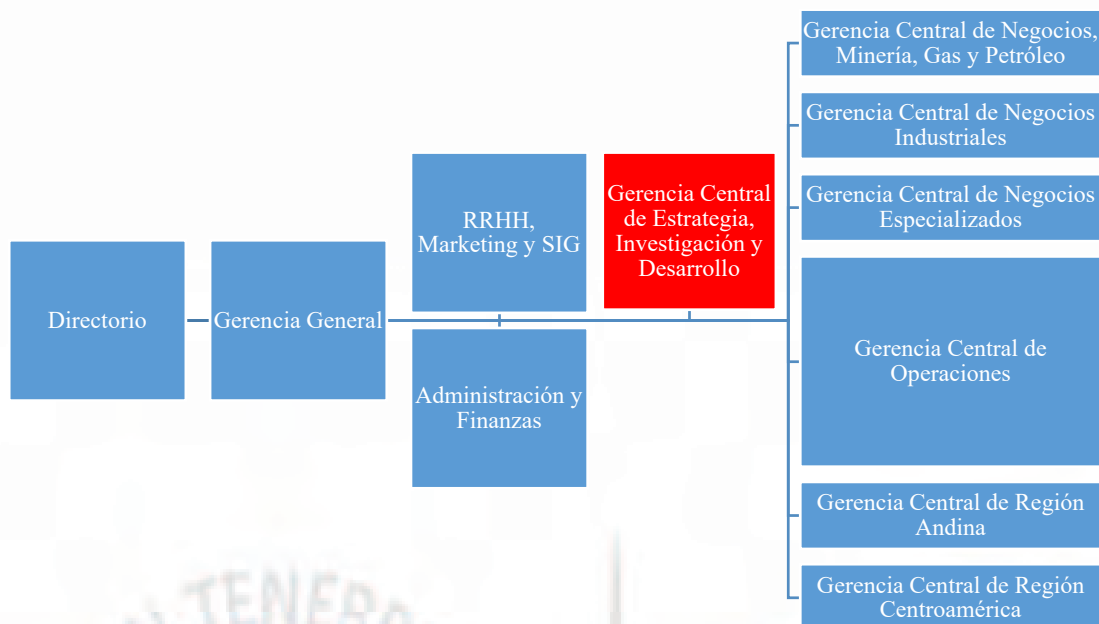 Directorio
Gerencia General
RRHH,
Marketing y SIG
Administración y
Finanzas
Gerencia Central
de Estrategia,
Investigación y
Desarrollo
Gerencia Central de Negocios,
Minería, Gas y Petróleo
Gerencia Central de Negocios
Industriales
Gerencia Central de Negocios
Especializados
Gerencia Central de
Operaciones
Gerencia Central de Región
Andina
Gerencia Central de Región
Centroamérica